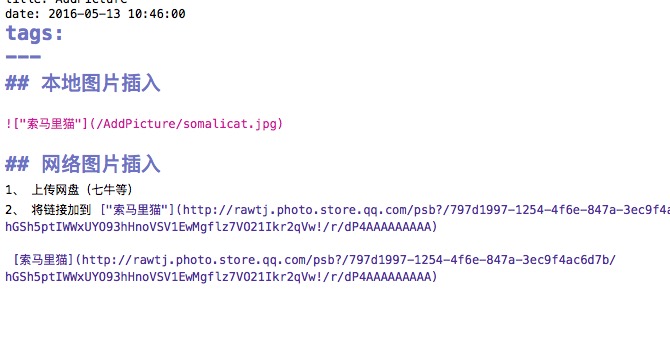 title: AddPicture
date: 2016-05-13 10:46:00
tags:
---
## 本地图片插入
!["索马里猫"](/AddPicture/somalicat.jpg)
## 网络图片插入
1、 上传网盘（七牛等）
2、 将链接加到 ["索马里猫"](http://rawtj.photo.store.qq.com/psb?/797d1997-1254-4f6e-847a-3ec9f4a
hGSh5ptIWWxUYO93hHnoVSV1EwMgflz7VO21Ikr2qVw!/r/dP4AAAAAAAAA)
[索马里猫](http://rawtj.photo.store.qq.com/psb?/797d1997-1254-4f6e-847a-3ec9f4ac6d7b/
hGSh5ptIWWxUYO93hHnoVSV1EwMgflz7VO21Ikr2qVw!/r/dP4AAAAAAAAA)